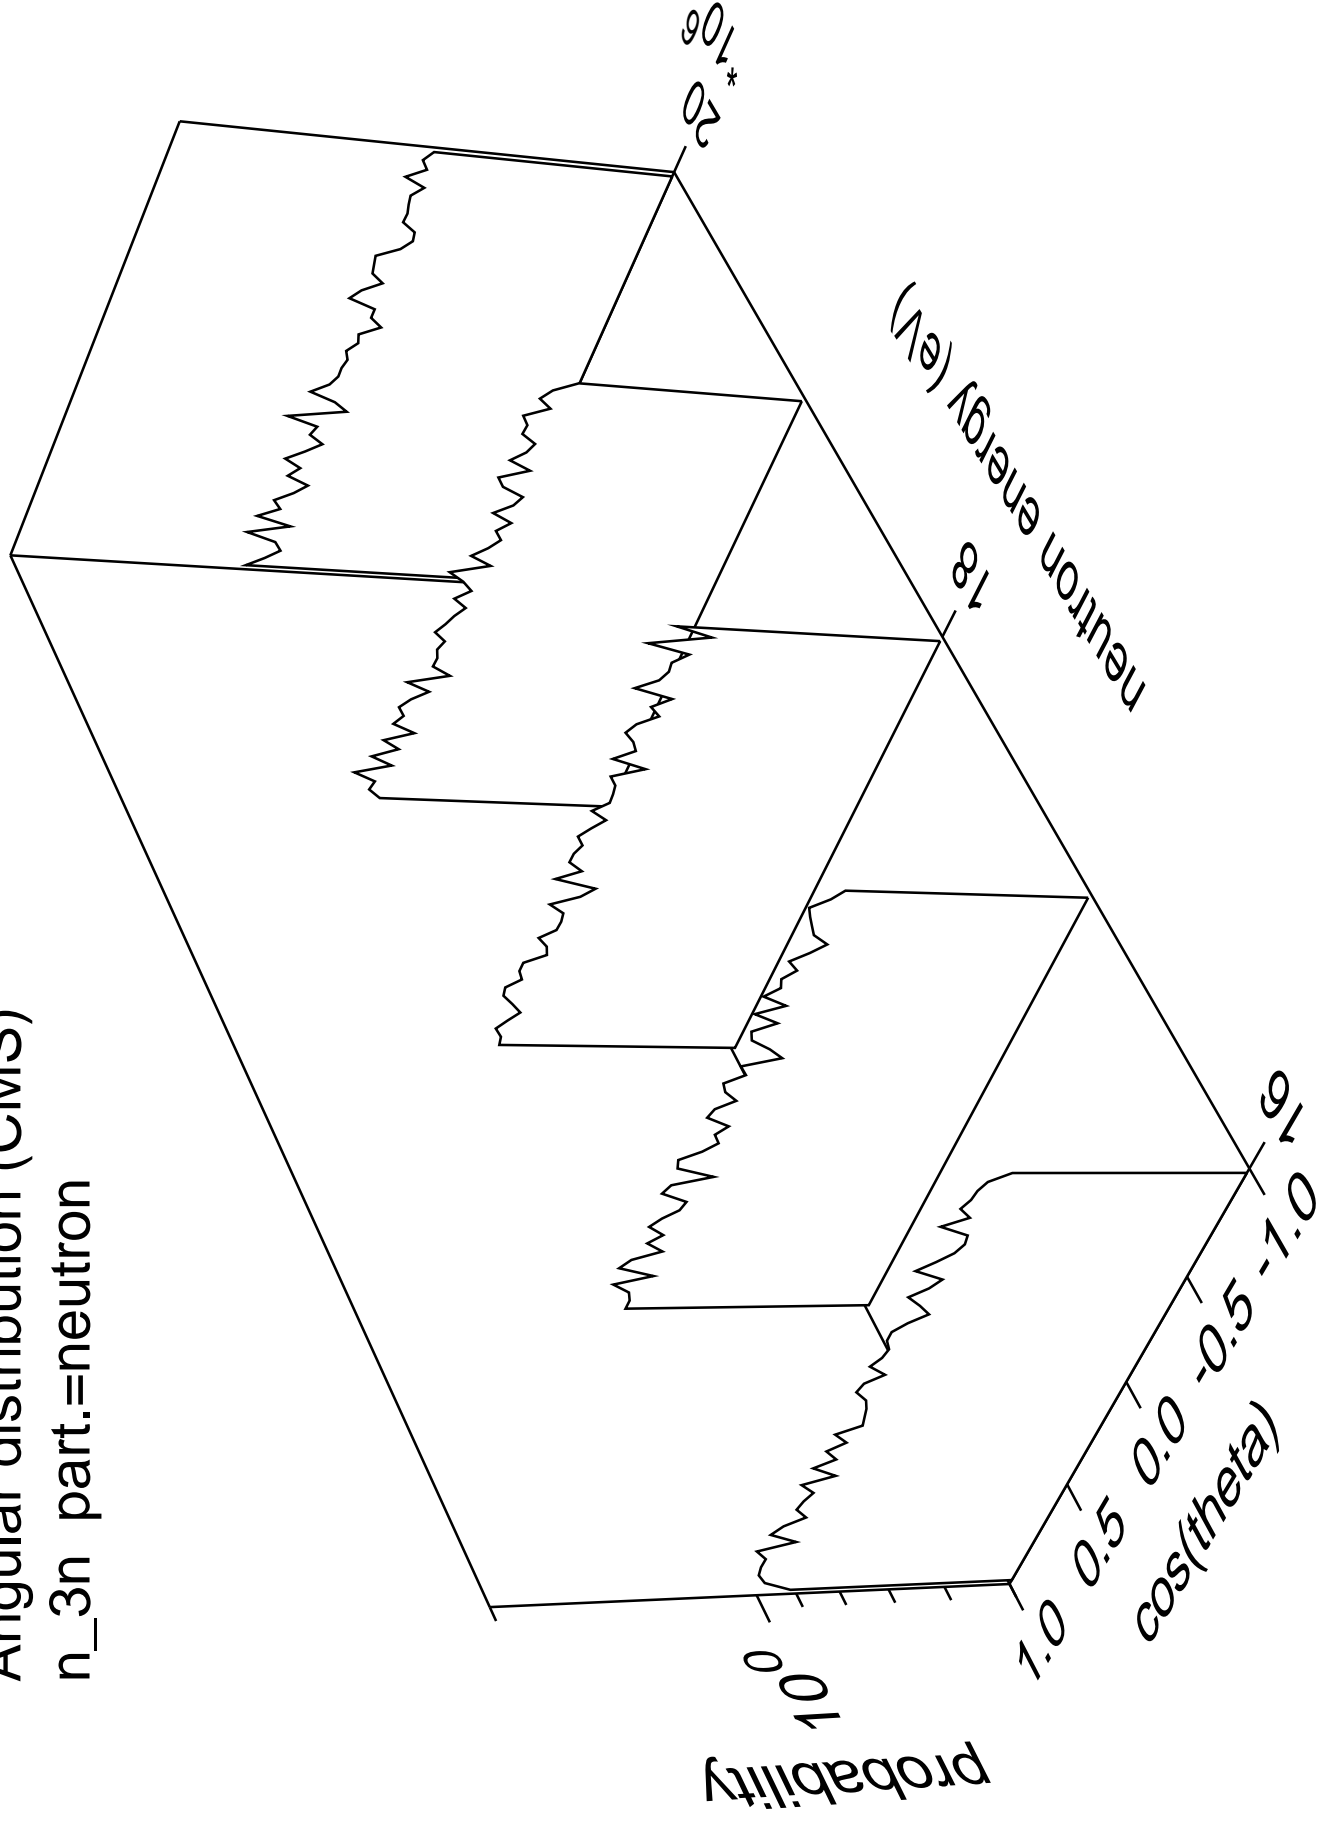 Angular distribution (CMS)
n_3n part.=neutron
probability
10^0
1.0
0.5
0.0
-0.5
-1.0
cos(theta)
16
18
20
*10^6
neutron energy (eV)